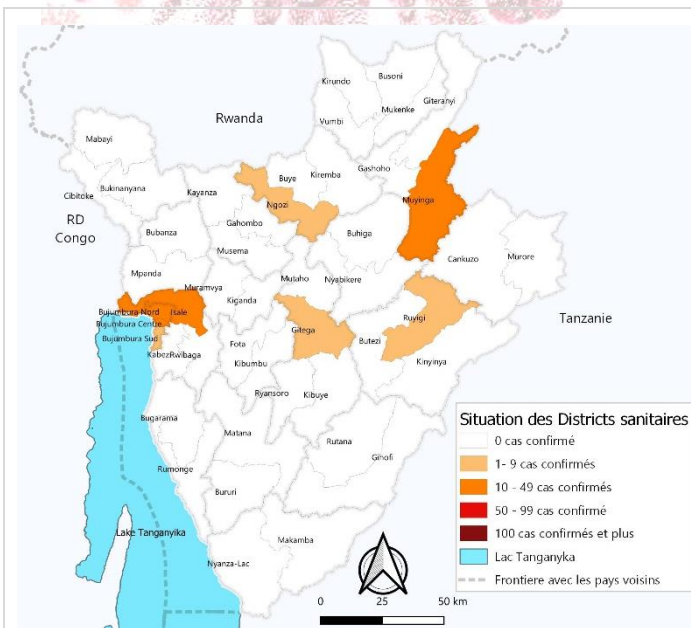 Kirundo
Busoni
Mukenke
Giteranyi
Rwanda
Vumbi
Mabayi
Gashoho
Kiremba
Buye
Bukinanyana
Kayanza
Cibitoke
Muyinga
Ngozi
RD
Congo
Gahombo
Bubanza
Buhiga
Musema
Cankuzo
Murore
Mpanda
Mutaho
Nyabikere
Muramvya
Kiganda
Bujumbura Nord
Isale
Bujumbura Centre
Gitega
Ruyigi
Tanzanie
Bujumbura Sud
Fota
Butezi
KabezRwibaga
Kibumbu
Kinyinya
Ryansoro
Kibuye
Bugarama
Matana
Rutana
Gihofi
Rumonge
Bururi
Lake Tanganyika
Makamba
Nyanza-Lac
Situation des Districts sanitaires
0 cas confirmé
1- 9 cas confirmés
10 - 49 cas confirmés
50 - 99 cas confirmé
100 cas confirmés et plus
Lac Tanganyka
Frontiere avec les pays voisins
0 25 50 km